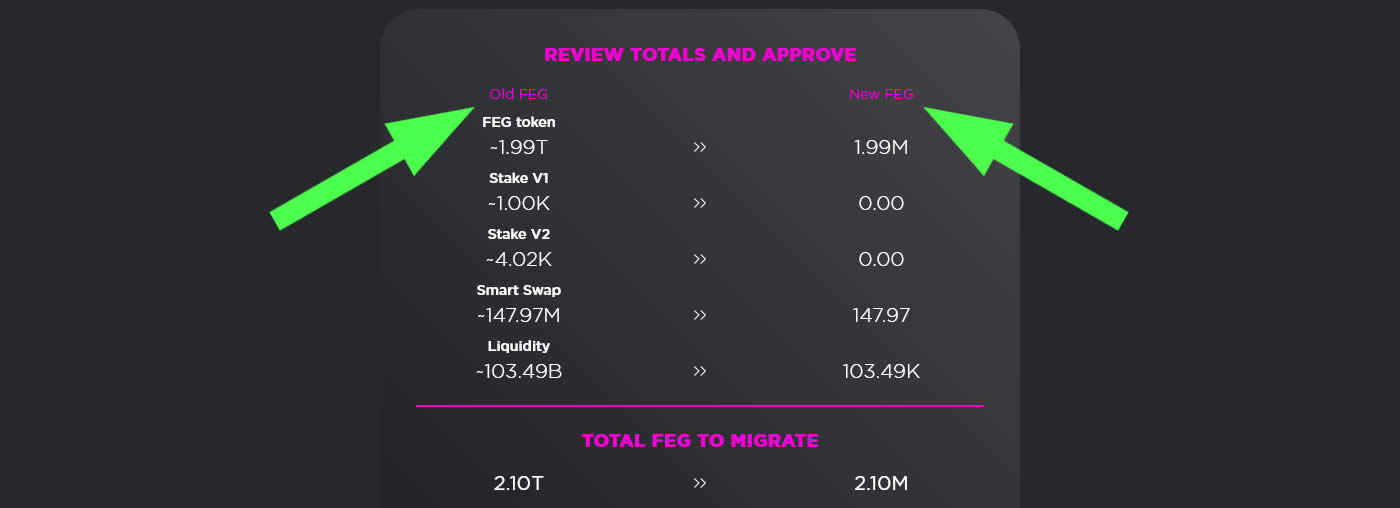 REVIEW TOTALS AND APPROVE
Old FEG New FEG
FEG token
~1.99T >> 1.99M
Stake V1
~1.00K >> 0.00
Stake V2
~4.02K >> 0.00
Smart Swap
~147.97M >> 147.97
Liquidity
~103.49B >> 103.49K
TOTAL FEG TO MIGRATE
2.10T >> 2.10M